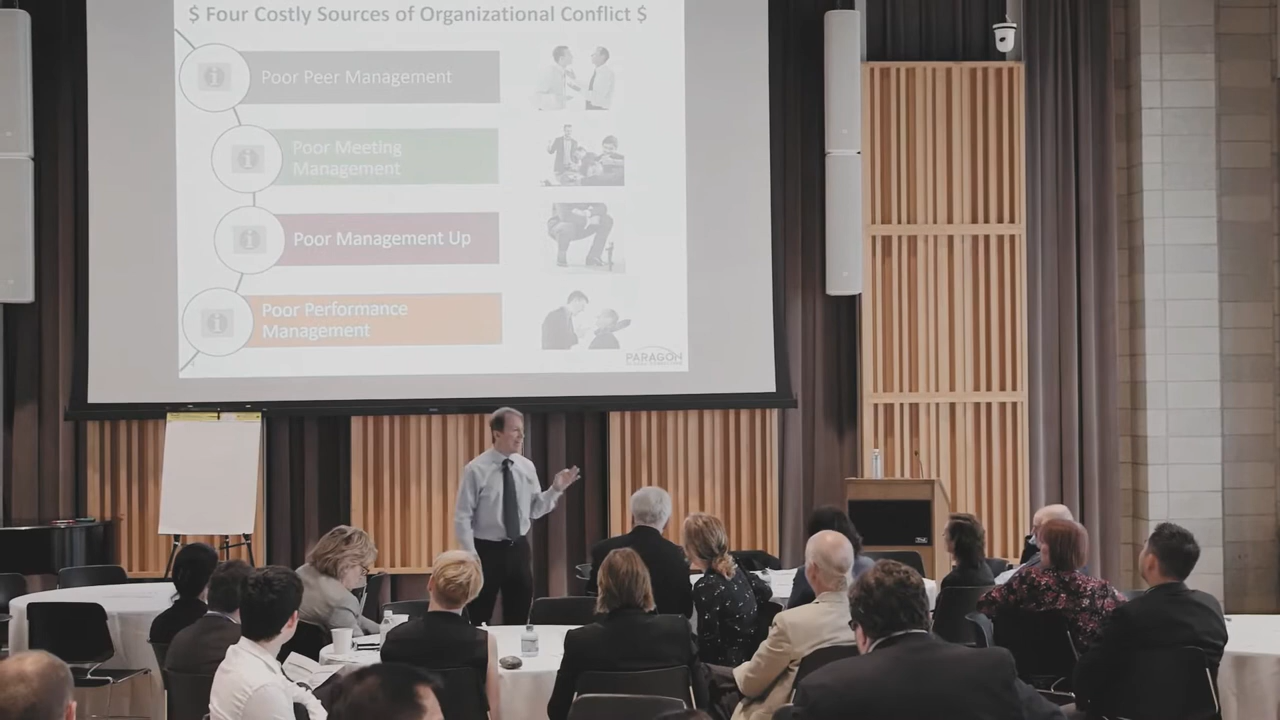 $ Four Costly Sources of Organizational Conflict $
Poor Peer Management
Poor Meeting
Management
Poor Management Up
Poor Performance
Management
PARAGON